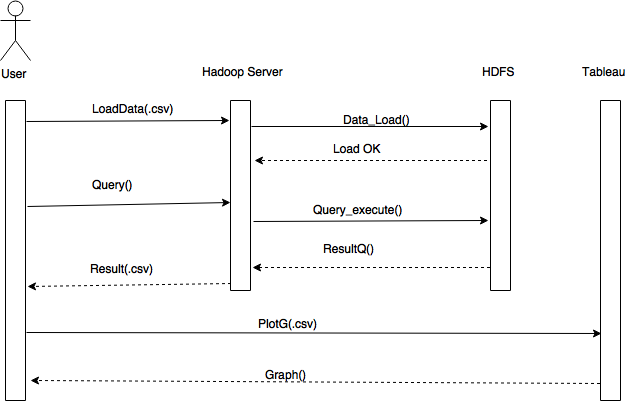 User
Hadoop Server
HDFS
Tableau
LoadData(.csv)
Data_Load()
Load OK
Query()
Query_execute()
ResultQ()
Result(.csv)
PlotG(.csv)
Graph()